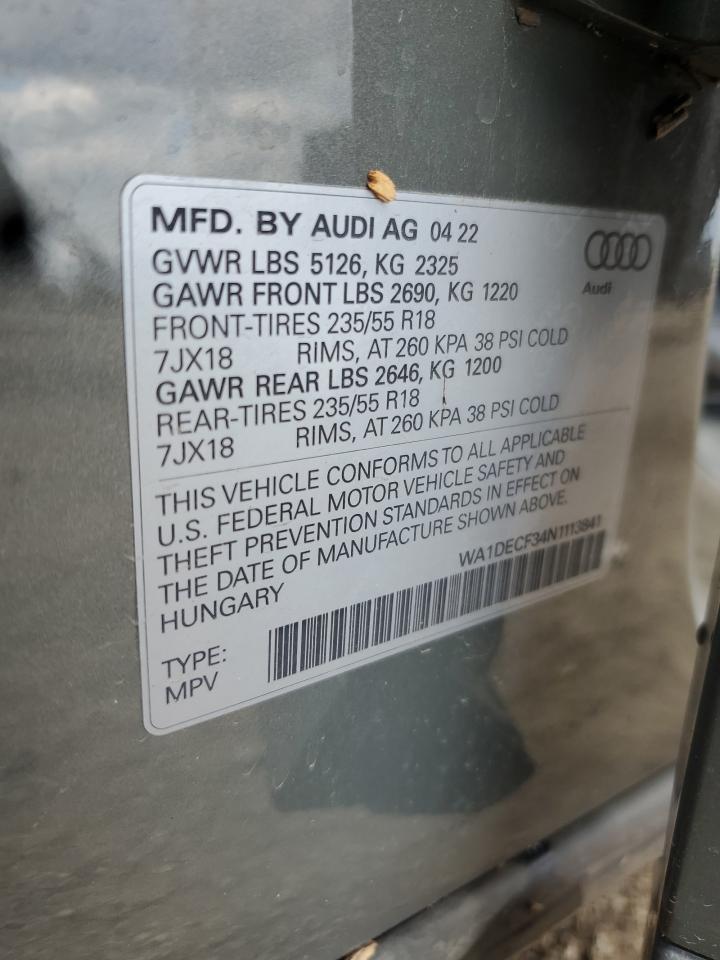 MFD. BY AUDI AG 04 22
Audi
GVWR LBS 5126, KG 2325
GAWR FRONT LBS 2690, KG 1220
FRONT-TIRES 235/55 R18
7JX18 RIMS, AT 260 KPA 38 PSI COLD
GAWR REAR LBS 2646, KG 1200
REAR-TIRES 235/55 R18
7JX18 RIMS, AT 260 KPA 38 PSI COLD
THIS VEHICLE CONFORMS TO ALL APPLICABLE
U.S. FEDERAL MOTOR VEHICLE SAFETY AND
THEFT PREVENTION STANDARDS IN EFFECT ON
THE DATE OF MANUFACTURE SHOWN ABOVE.
HUNGARY WA1DECF34N1113841
TYPE:
MPV